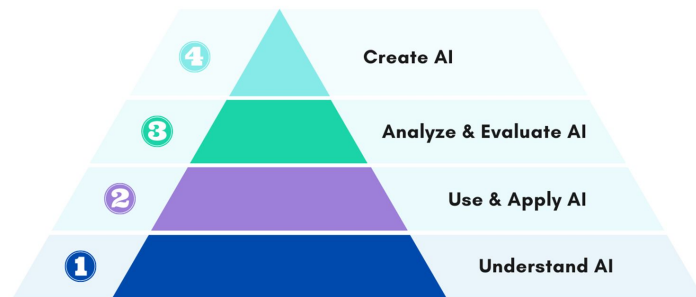 4 Create AI
3 Analyze & Evaluate AI
2 Use & Apply AI
1 Understand AI